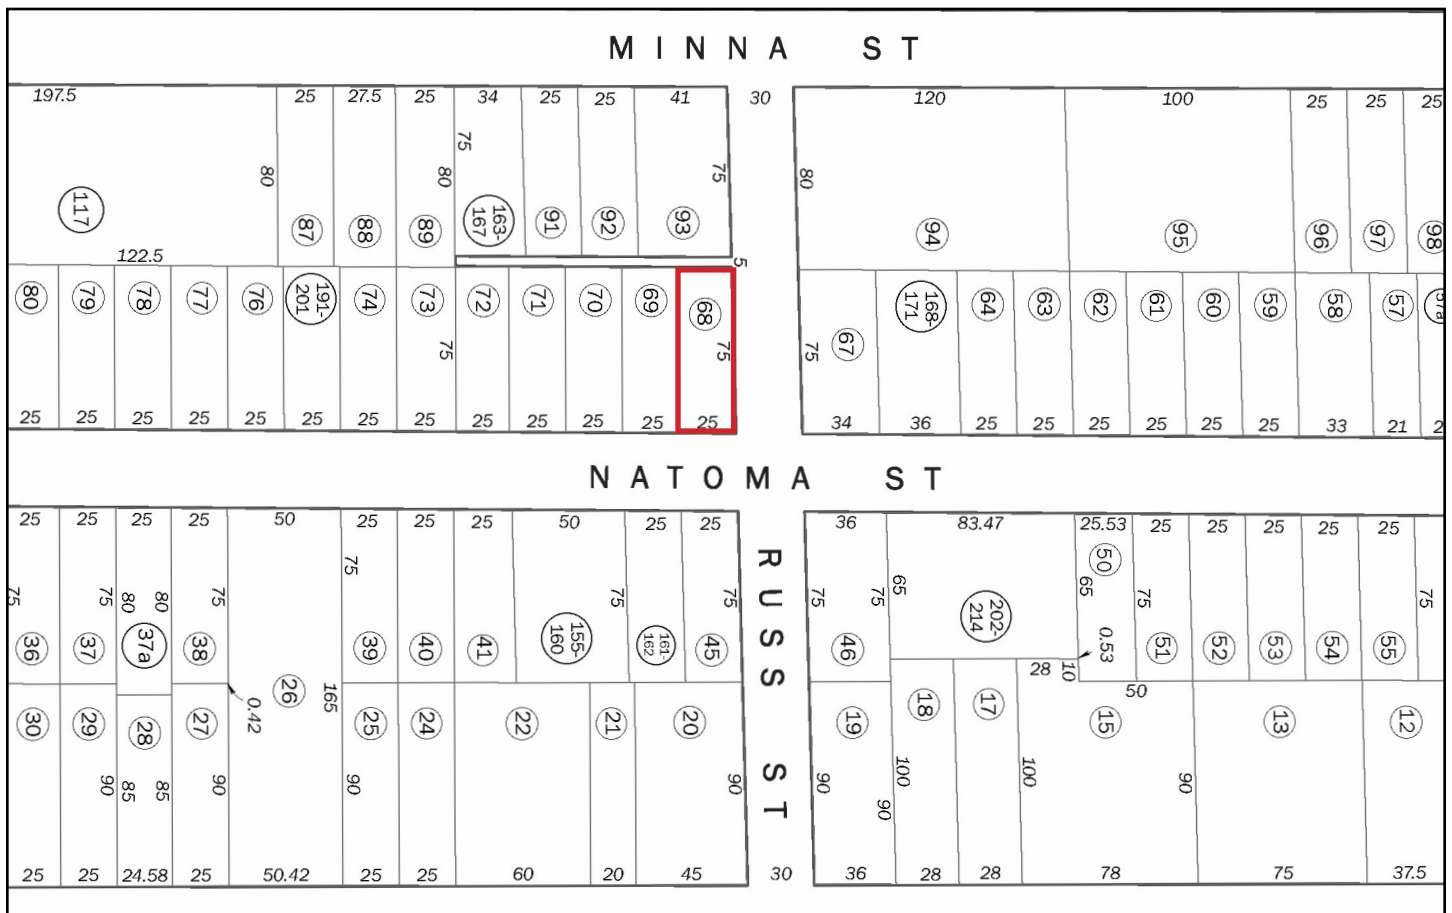 MINNA ST
197.5 25 27.5 25 34 25 25 41 30 120 100 25 25 25
80 80 75 75 80
117 87 88 89 163-167 91 92 93 94 95 96 97 98
122.5 5
80 79 78 77 76 191-201 74 73 72 71 70 69 68 67 168-171 64 63 62 61 60 59 58 57 57a
75 75 75
25 25 25 25 25 25 25 25 25 25 25 25 25 34 36 25 25 25 25 25 25 33 21 2
NATOMA ST
25 25 25 25 50 25 25 25 50 25 25 36 83.47 25.53 25 25 25 25 25
75 75 80 80 75 75 75 75 75 75 65 65 75 75
36 37 37a 38 39 40 41 155-160 161-162 45 46 202-214 50 51 52 53 54 55
0.42 165 28 10 0.53 50
30 29 28 27 26 25 24 22 21 20 19 18 17 15 13 12
90 85 85 90 90 90 90 90 100 100 90
25 25 24.58 25 50.42 25 25 60 20 45 30 36 28 28 78 75 37.5
RUSS ST